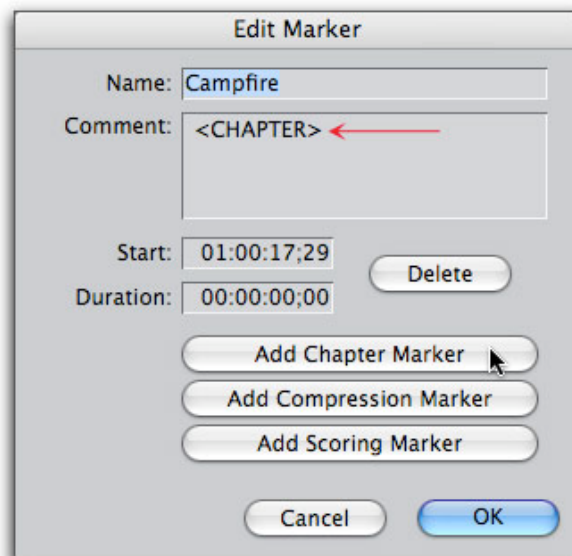 Edit Marker
Name: Campfire
Comment: <CHAPTER>
Start: 01:00:17;29
Delete
Duration: 00:00:00;00
Add Chapter Marker
Add Compression Marker
Add Scoring Marker
Cancel OK